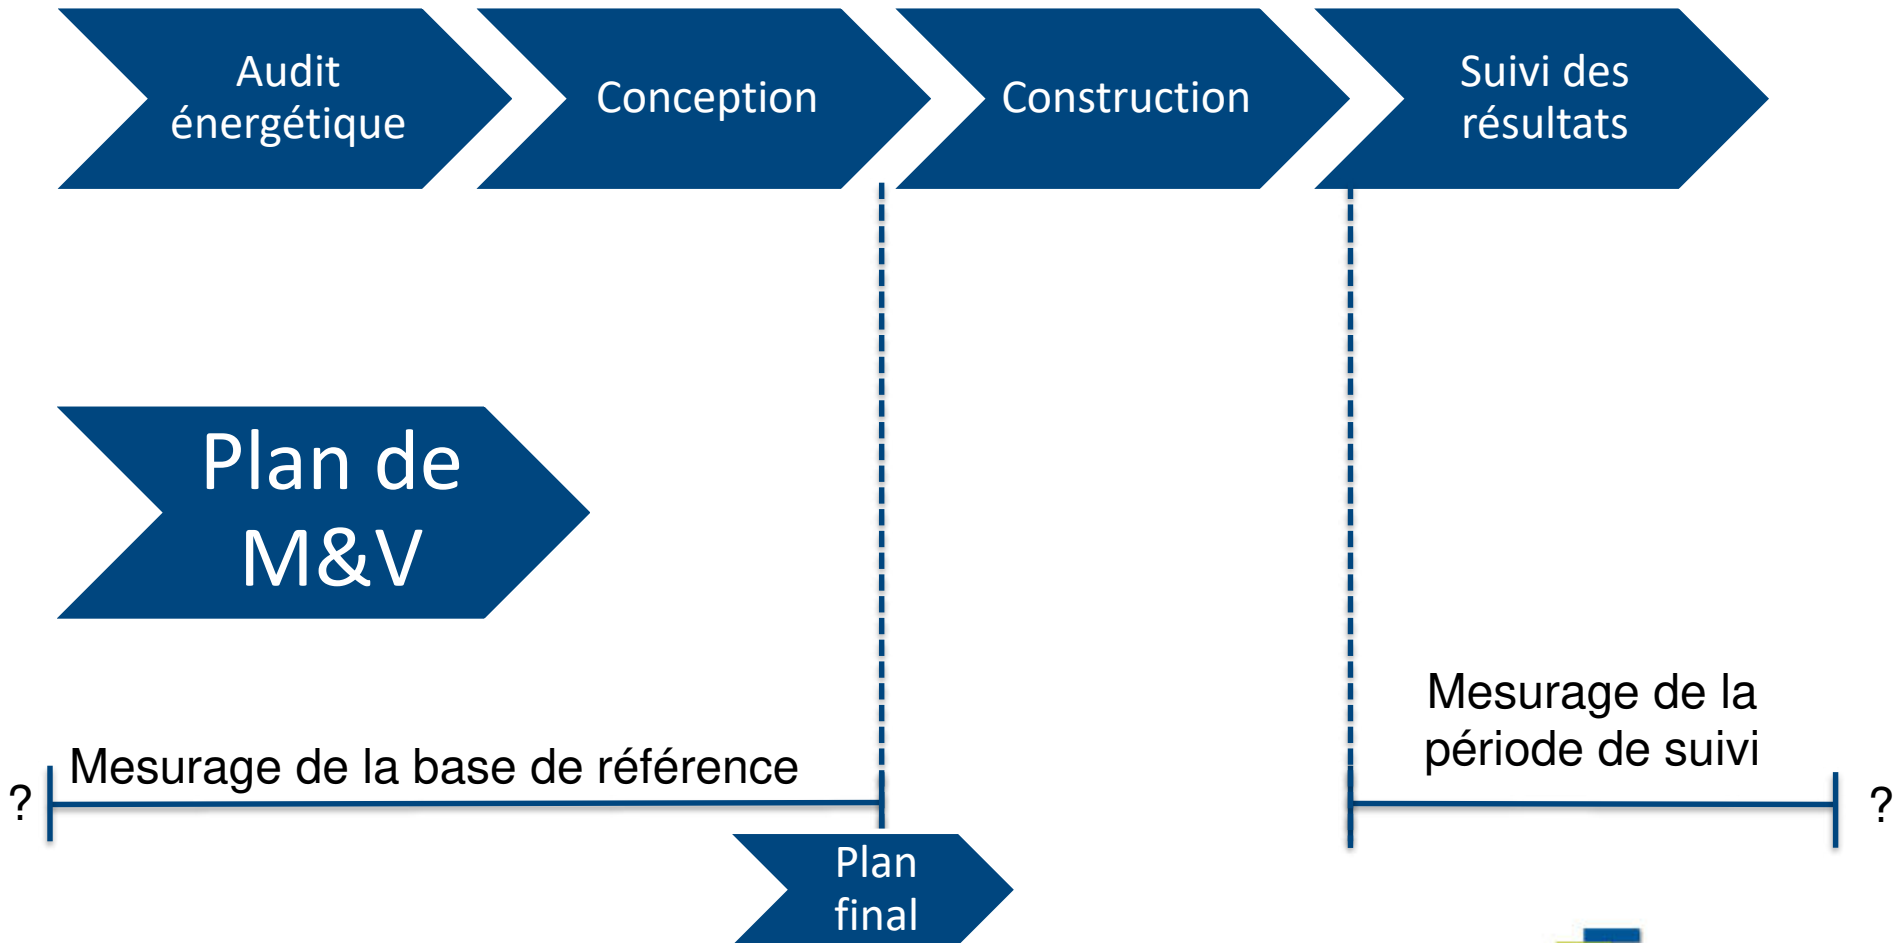 Audit
énergétique
Conception
Construction
Suivi des
résultats
Plan de
M&V
Mesurage de la
période de suivi
Mesurage de la base de référence
?
?
Plan
final